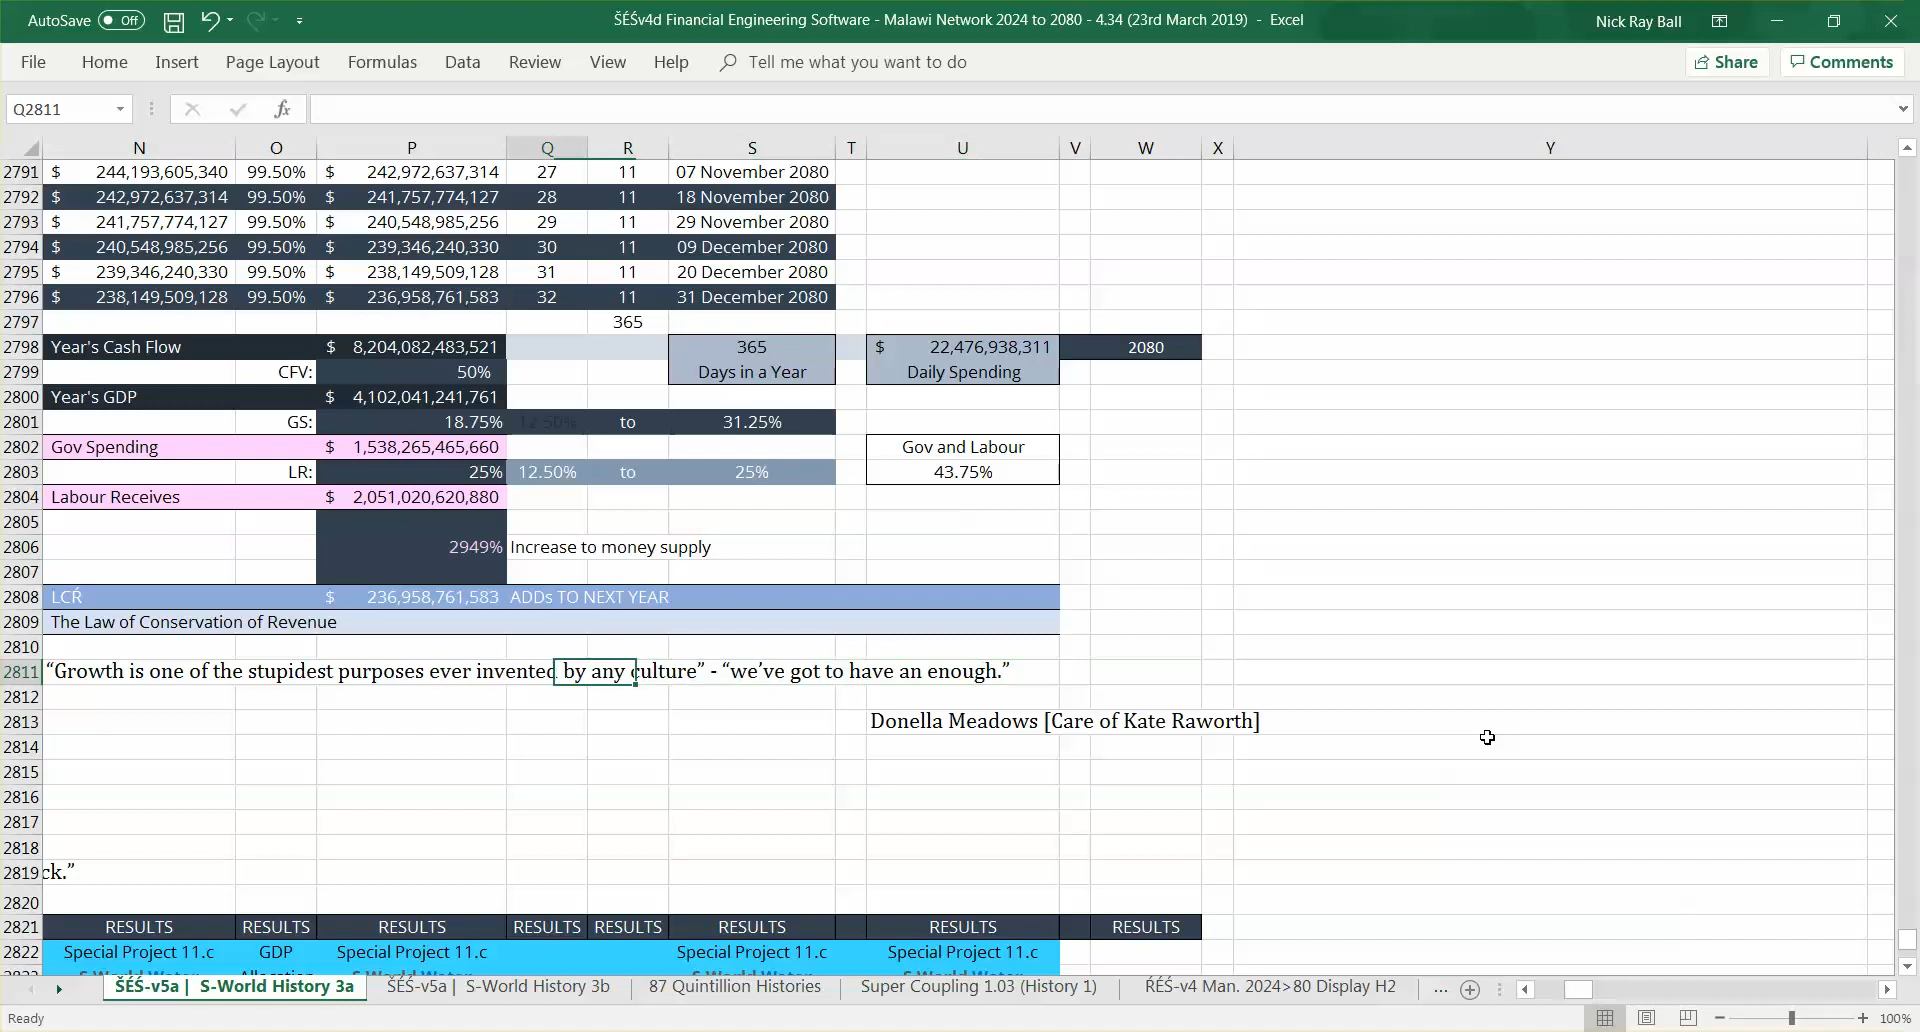 AutoSave Off ŠÉŚv4d Financial Engineering Software - Malawi Network 2024 to 2080 - 4.34 (23rd March 2019) - Excel Nick Ray Ball
File Home Insert Page Layout Formulas Data Review View Help Tell me what you want to do Share Comments
Q2811 fx
N O P Q R S T U V W X Y
2791 $ 244,193,605,340 99.50% $ 242,972,637,314 27 11 07 November 2080
2792 $ 242,972,637,314 99.50% $ 241,757,774,127 28 11 18 November 2080
2793 $ 241,757,774,127 99.50% $ 240,548,985,256 29 11 29 November 2080
2794 $ 240,548,985,256 99.50% $ 239,346,240,330 30 11 09 December 2080
2795 $ 239,346,240,330 99.50% $ 238,149,509,128 31 11 20 December 2080
2796 $ 238,149,509,128 99.50% $ 236,958,761,583 32 11 31 December 2080
2797 365
2798 Year's Cash Flow $ 8,204,082,483,521 365 $ 22,476,938,311 2080
2799 CFV: 50% Days in a Year Daily Spending
2800 Year's GDP $ 4,102,041,241,761
2801 GS: 18.75% 12.50% to 31.25%
2802 Gov Spending $ 1,538,265,465,660 Gov and Labour
2803 LR: 25% 12.50% to 25% 43.75%
2804 Labour Receives $ 2,051,020,620,880
2805
2806 2949% Increase to money supply
2807
2808 LCŔ $ 236,958,761,583 ADDs TO NEXT YEAR
2809 The Law of Conservation of Revenue
2810
2811 “Growth is one of the stupidest purposes ever invented by any culture” - “we’ve got to have an enough.”
2812
2813 Donella Meadows [Care of Kate Raworth]
2814
2815
2816
2817
2818
2819 ck.”
2820
2821 RESULTS RESULTS RESULTS RESULTS RESULTS RESULTS RESULTS RESULTS
2822 Special Project 11.c GDP Special Project 11.c Special Project 11.c Special Project 11.c
ŠÉŚ-v5a | S-World History 3a ŠÉŚ-v5a | S-World History 3b 87 Quintillion Histories Super Coupling 1.03 (History 1) ŔÉŚ-v4 Man. 2024>80 Display H2 ...
Ready 100%